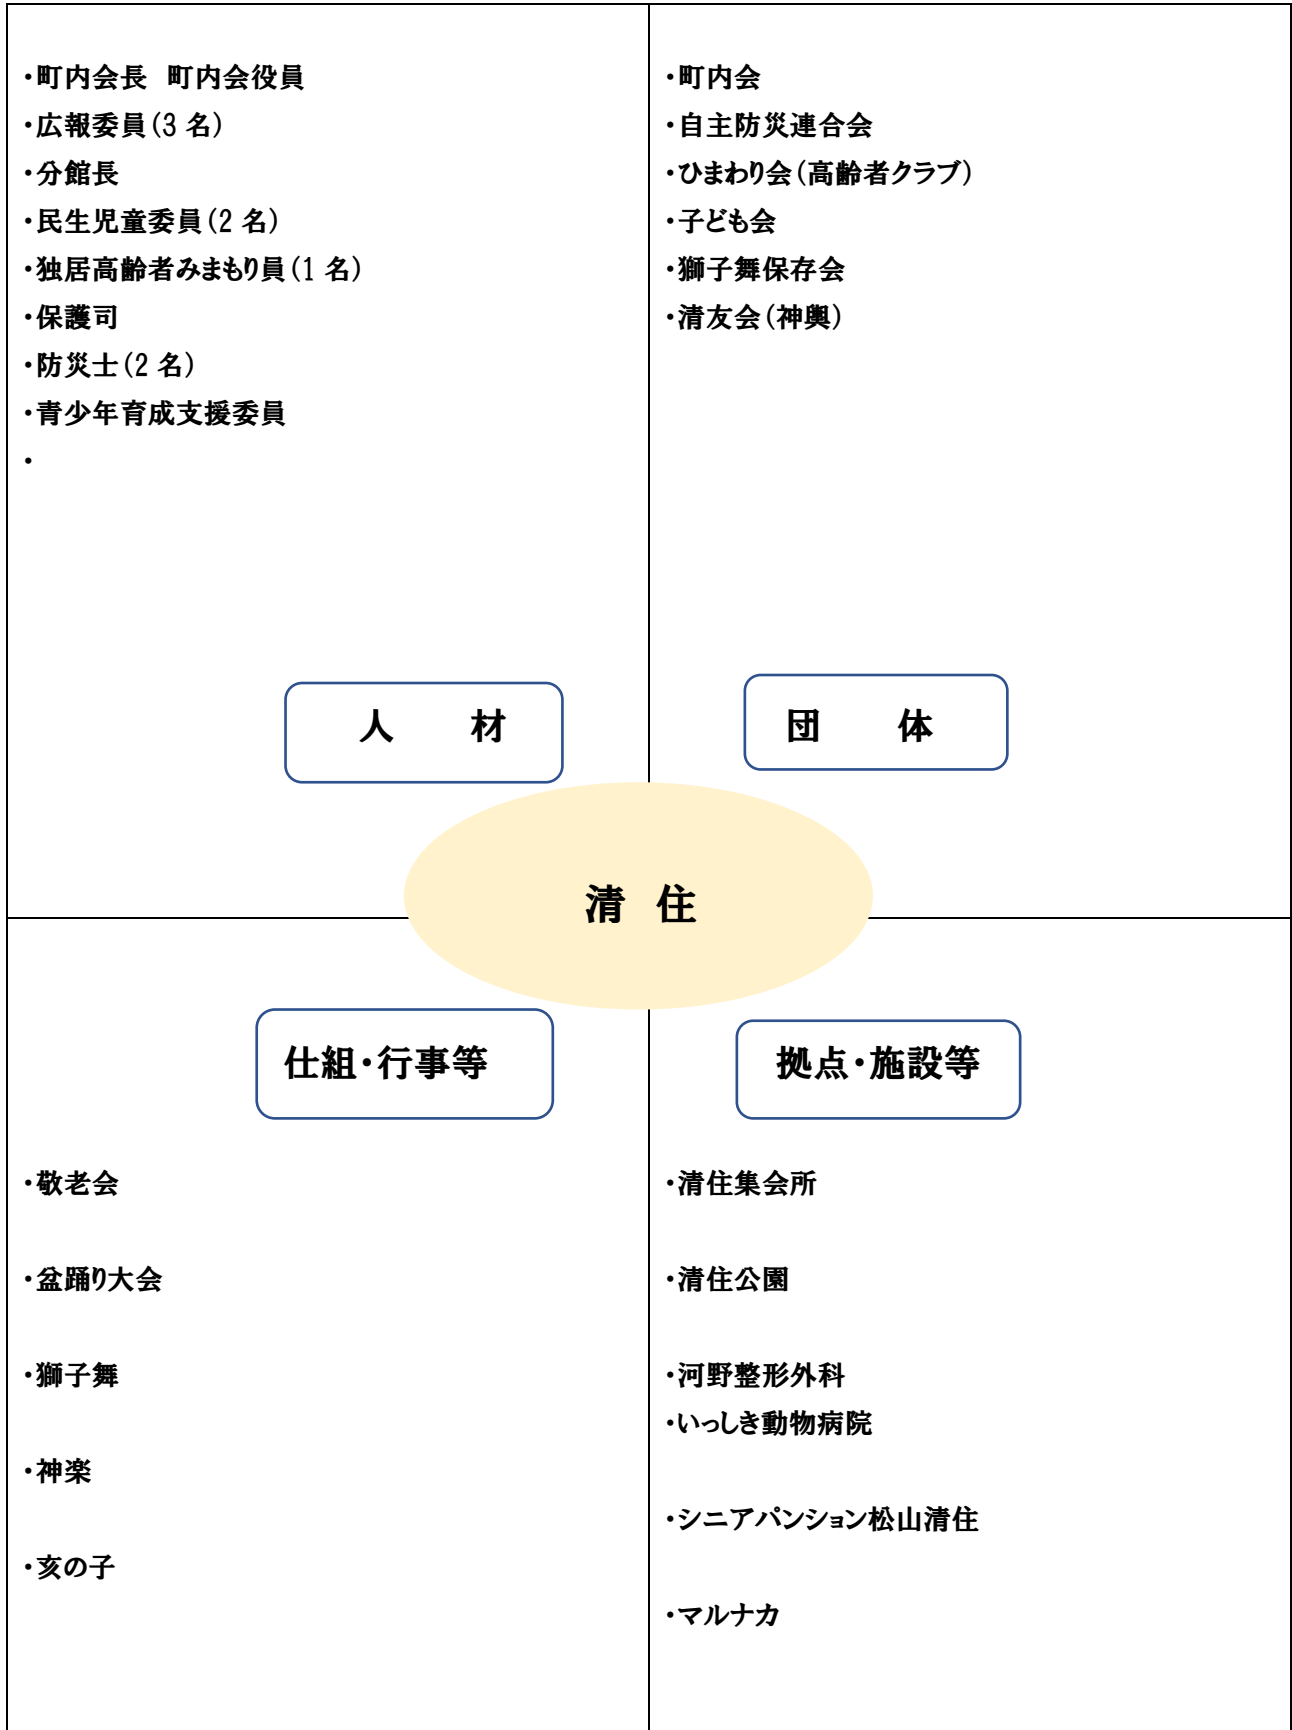 ・町内会長　町内会役員
・広報委員(3 名)
・分館長
・民生児童委員(2 名)
・独居高齢者みまもり員(1 名)
・保護司
・防災士(2 名)
・青少年育成支援委員
・
人　　材
・町内会
・自主防災連合会
・ひまわり会(高齢者クラブ)
・子ども会
・獅子舞保存会
・清友会(神輿)
団　　体
清　住
仕組・行事等
・敬老会
・盆踊り大会
・獅子舞
・神楽
・亥の子
拠点・施設等
・清住集会所
・清住公園
・河野整形外科
・いっしき動物病院
・シニアパンション松山清住
・マルナカ